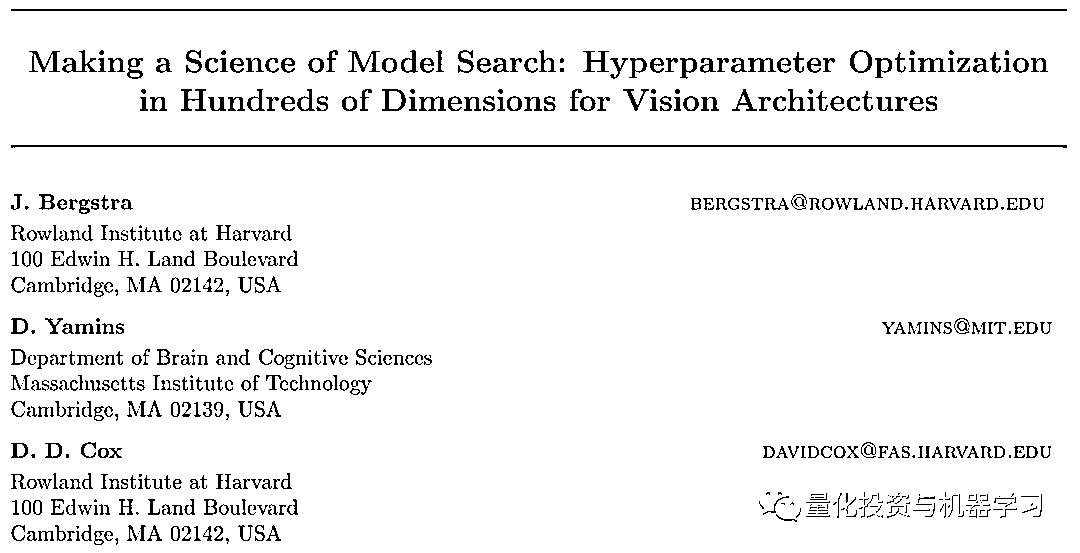 Making a Science of Model Search: Hyperparameter Optimization
in Hundreds of Dimensions for Vision Architectures
J. Bergstra BERGSTRA@ROWLAND.HARVARD.EDU
Rowland Institute at Harvard
100 Edwin H. Land Boulevard
Cambridge, MA 02142, USA
D. Yamins YAMINS@MIT.EDU
Department of Brain and Cognitive Sciences
Massachusetts Institute of Technology
Cambridge, MA 02139, USA
D. D. Cox DAVIDCOX@FAS.HARVARD.EDU
Rowland Institute at Harvard
100 Edwin H. Land Boulevard
Cambridge, MA 02142, USA
量化投资与机器学习